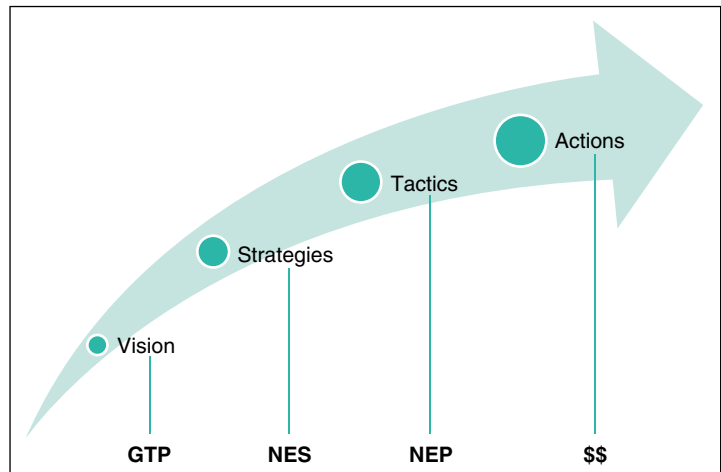 Actions
Tactics
Strategies
Vision
GTP NES NEP $$